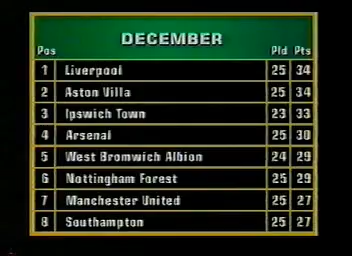 DECEMBER
Pos Pld Pts
1 Liverpool 25 34
2 Aston Villa 25 34
3 Ipswich Town 23 33
4 Arsenal 25 30
5 West Bromwich Albion 24 29
6 Nottingham Forest 25 29
7 Manchester United 25 27
8 Southampton 25 27